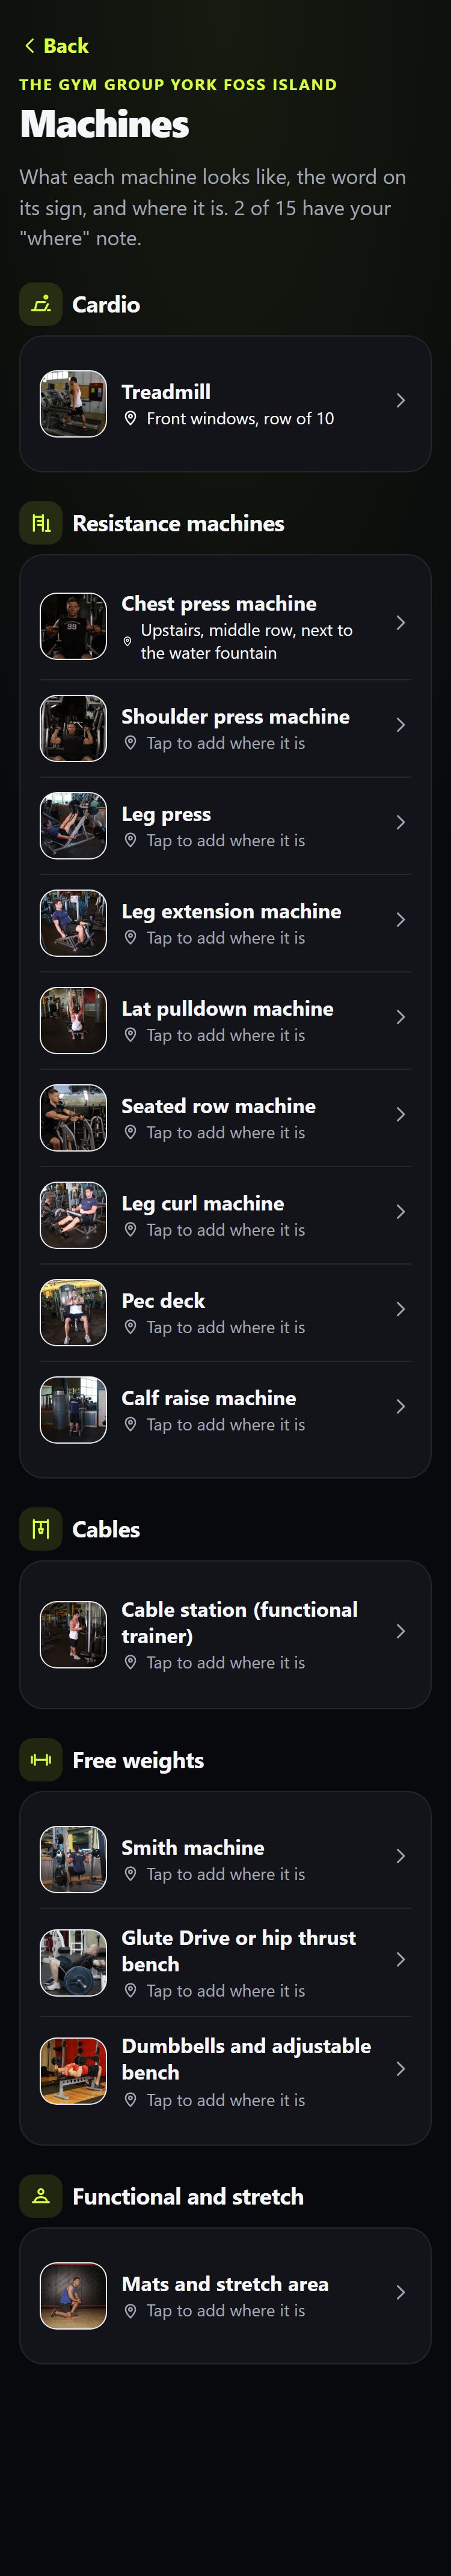 Back
THE GYM GROUP YORK FOSS ISLAND
Machines
What each machine looks like, the word on
its sign, and where it is. 2 of 15 have your
"where" note.
Cardio
Treadmill
Front windows, row of 10
Resistance machines
Chest press machine
Upstairs, middle row, next to
the water fountain
Shoulder press machine
Tap to add where it is
Leg press
Tap to add where it is
Leg extension machine
Tap to add where it is
Lat pulldown machine
Tap to add where it is
Seated row machine
Tap to add where it is
Leg curl machine
Tap to add where it is
Pec deck
Tap to add where it is
Calf raise machine
Tap to add where it is
Cables
Cable station (functional
trainer)
Tap to add where it is
Free weights
Smith machine
Tap to add where it is
Glute Drive or hip thrust
bench
Tap to add where it is
Dumbbells and adjustable
bench
Tap to add where it is
Functional and stretch
Mats and stretch area
Tap to add where it is